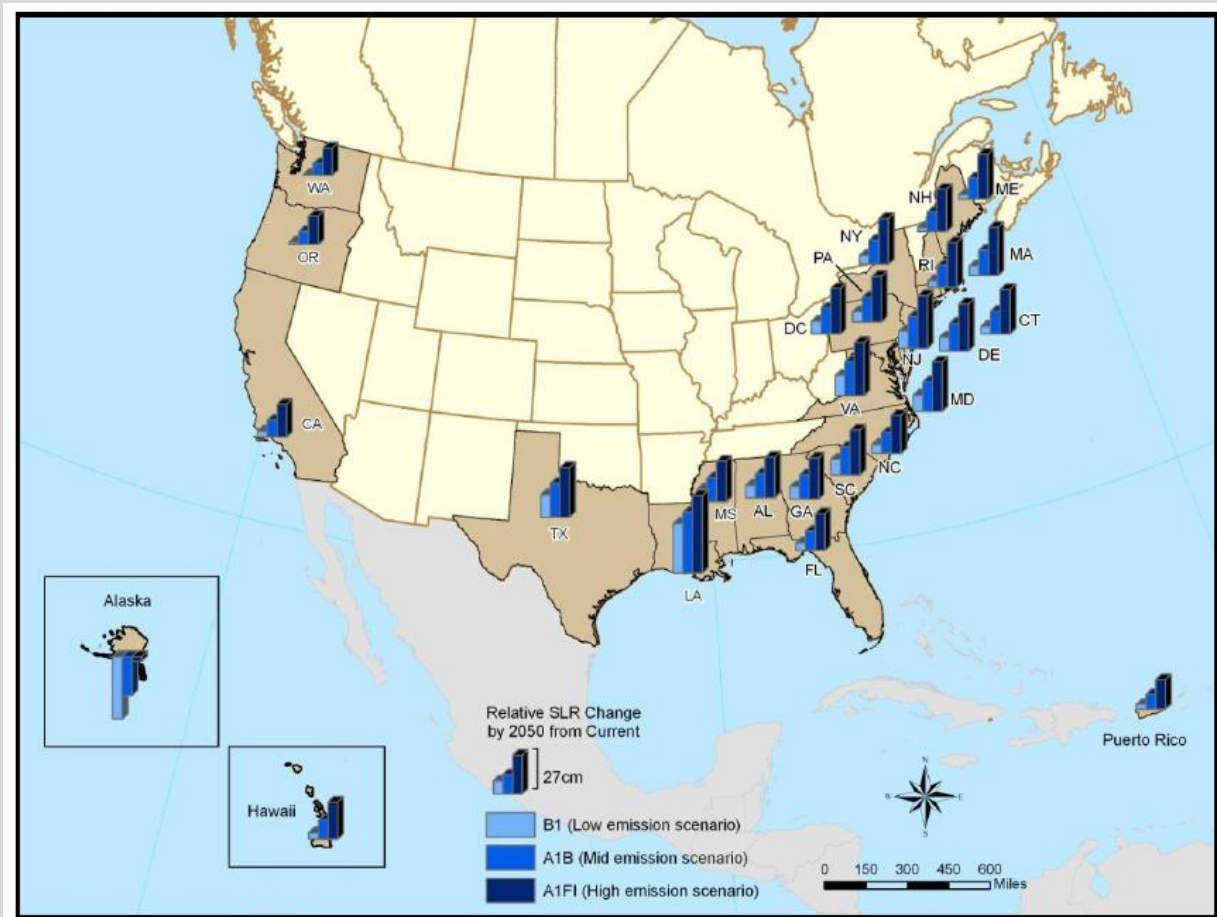 WA
OR
CA
TX
LA
MS
AL
GA
FL
SC
NC
VA
MD
DE
NJ
CT
DC
PA
NY
RI
MA
NH
ME
Alaska
Hawaii
Puerto Rico
Relative SLR Change
by 2050 from Current
27cm
B1 (Low emission scenario)
A1B (Mid emission scenario)
A1FI (High emission scenario)
N
W
E
S
0 150 300 450 600
Miles